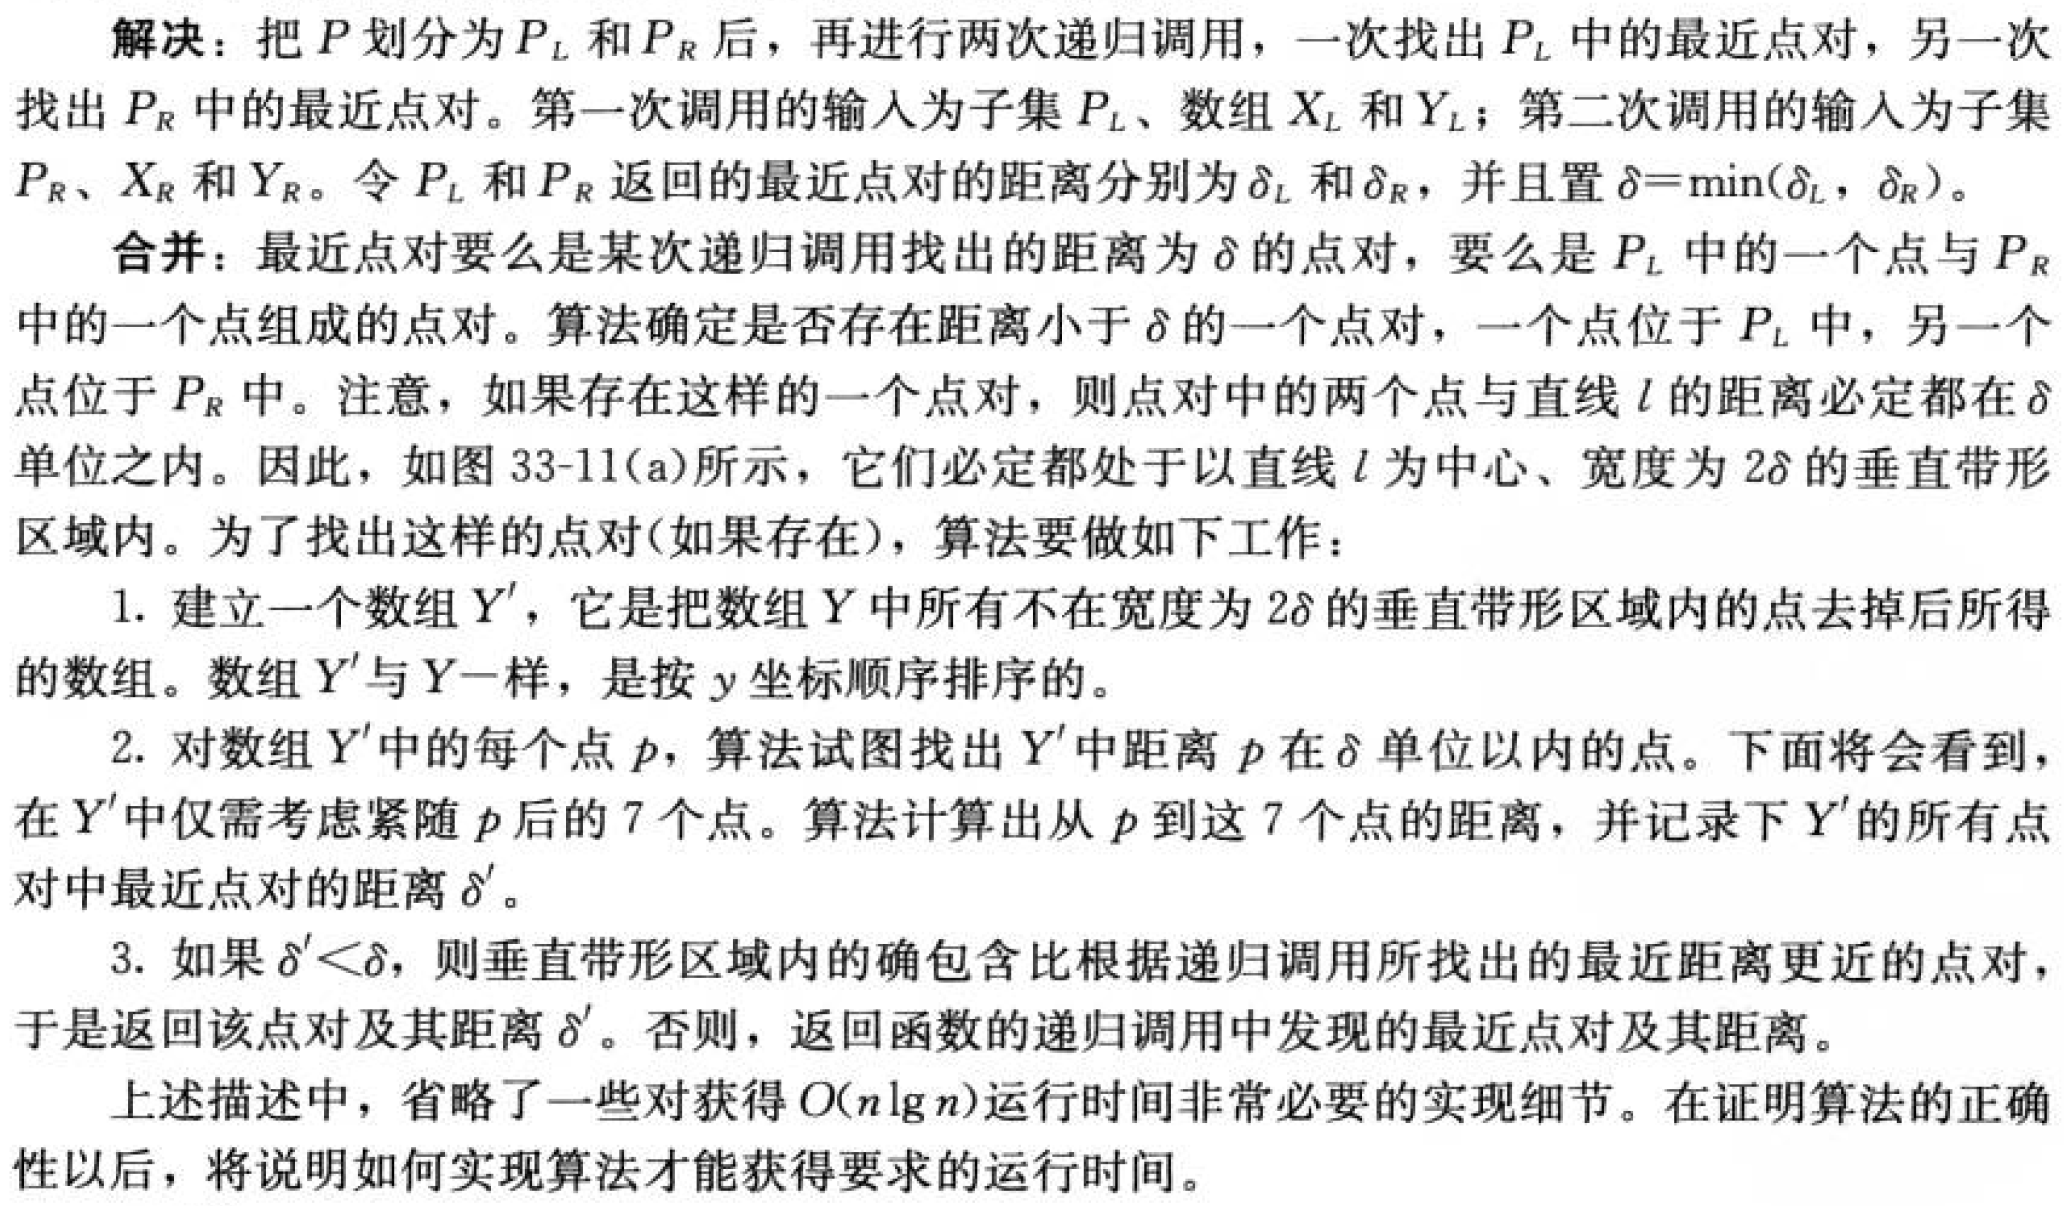 解决：把 P 划分为 P_L 和 P_R 后，再进行两次递归调用，一次找出 P_L 中的最近点对，另一次
找出 P_R 中的最近点对。第一次调用的输入为子集 P_L、数组 X_L 和 Y_L；第二次调用的输入为子集
P_R、X_R 和 Y_R。令 P_L 和 P_R 返回的最近点对的距离分别为 δ_L 和 δ_R，并且置 δ=min(δ_L，δ_R)。
合并：最近点对要么是某次递归调用找出的距离为 δ 的点对，要么是 P_L 中的一个点与 P_R
中的一个点组成的点对。算法确定是否存在距离小于 δ 的一个点对，一个点位于 P_L 中，另一个
点位于 P_R 中。注意，如果存在这样的一个点对，则点对中的两个点与直线 l 的距离必定都在 δ
单位之内。因此，如图 33-11(a)所示，它们必定都处于以直线 l 为中心、宽度为 2δ 的垂直带形
区域内。为了找出这样的点对(如果存在)，算法要做如下工作：
1. 建立一个数组 Y′，它是把数组 Y 中所有不在宽度为 2δ 的垂直带形区域内的点去掉后所得
的数组。数组 Y′与 Y 一样，是按 y 坐标顺序排序的。
2. 对数组 Y′中的每个点 p，算法试图找出 Y′中距离 p 在 δ 单位以内的点。下面将会看到，
在 Y′中仅需考虑紧随 p 后的 7 个点。算法计算出从 p 到这 7 个点的距离，并记录下 Y′的所有点
对中最近点对的距离 δ′。
3. 如果 δ′<δ，则垂直带形区域内的确包含比根据递归调用所找出的最近距离更近的点对，
于是返回该点对及其距离 δ′。否则，返回函数的递归调用中发现的最近点对及其距离。
上述描述中，省略了一些对获得 O(n lg n)运行时间非常必要的实现细节。在证明算法的正确
性以后，将说明如何实现算法才能获得要求的运行时间。